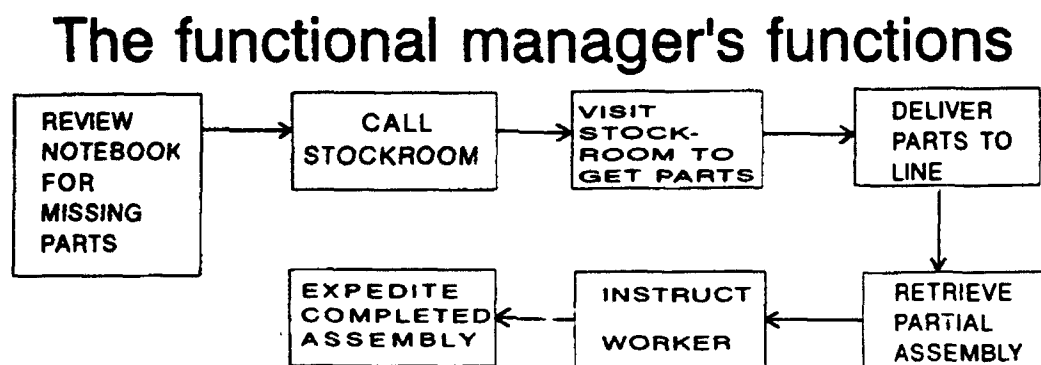 The functional manager's functions
REVIEW
NOTEBOOK
FOR
MISSING
PARTS
CALL
STOCKROOM
VISIT
STOCK-
ROOM TO
GET PARTS
DELIVER
PARTS TO
LINE
RETRIEVE
PARTIAL
ASSEMBLY
INSTRUCT
WORKER
EXPEDITE
COMPLETED
ASSEMBLY